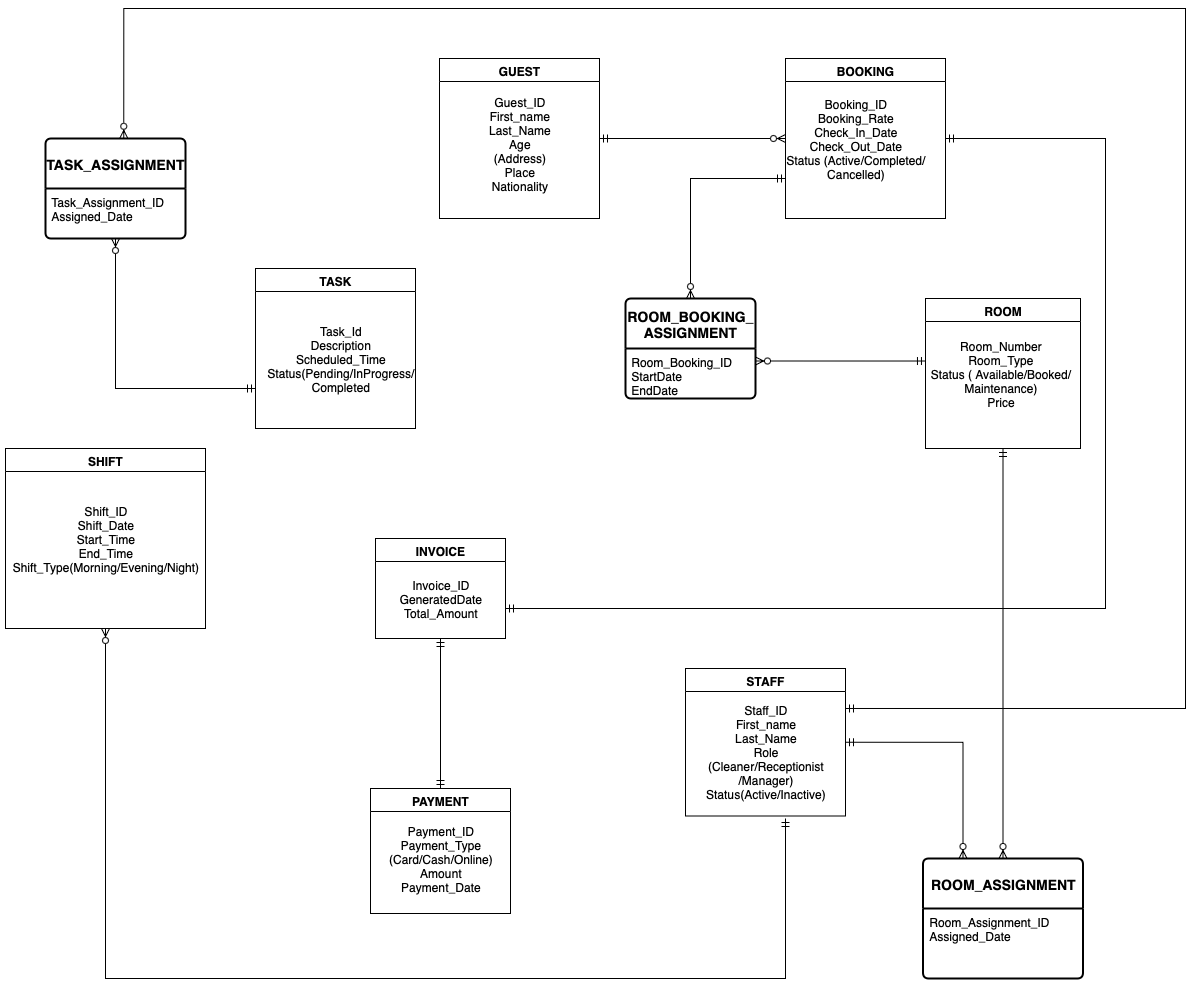 GUEST
Guest_ID
First_name
Last_Name
Age
(Address)
Place
Nationality
BOOKING
Booking_ID
Booking_Rate
Check_In_Date
Check_Out_Date
Status (Active/Completed/
Cancelled)
TASK_ASSIGNMENT
Task_Assignment_ID
Assigned_Date
TASK
Task_Id
Description
Scheduled_Time
Status(Pending/InProgress/
Completed
ROOM_BOOKING_
ASSIGNMENT
Room_Booking_ID
StartDate
EndDate
ROOM
Room_Number
Room_Type
Status ( Available/Booked/
Maintenance)
Price
SHIFT
Shift_ID
Shift_Date
Start_Time
End_Time
Shift_Type(Morning/Evening/Night)
INVOICE
Invoice_ID
GeneratedDate
Total_Amount
STAFF
Staff_ID
First_name
Last_Name
Role
(Cleaner/Receptionist
/Manager)
Status(Active/Inactive)
PAYMENT
Payment_ID
Payment_Type
(Card/Cash/Online)
Amount
Payment_Date
ROOM_ASSIGNMENT
Room_Assignment_ID
Assigned_Date